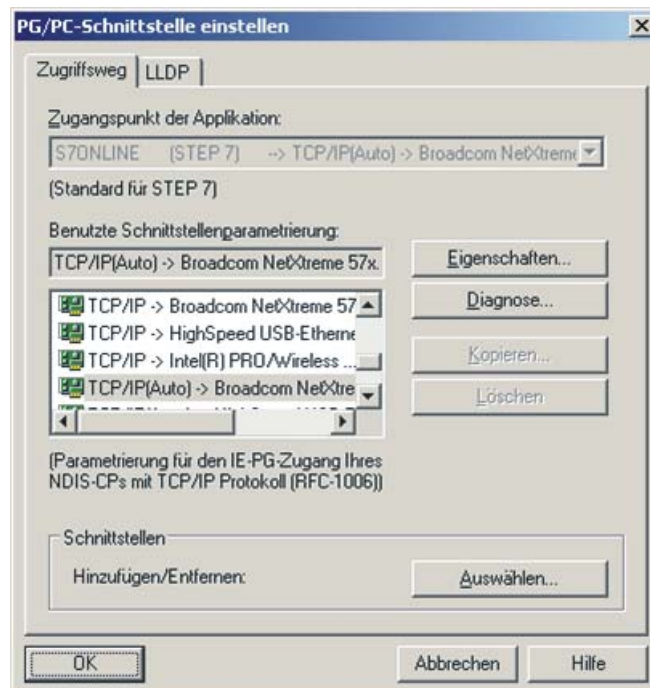 PG/PC-Schnittstelle einstellen
Zugriffsweg
LLDP
Zugangspunkt der Applikation:
S7ONLINE (STEP 7) --> TCP/IP(Auto) -> Broadcom NetXtreme
(Standard für STEP 7)
Benutzte Schnittstellenparametrierung:
TCP/IP(Auto) -> Broadcom NetXtreme 57x.
Eigenschaften...
Diagnose...
TCP/IP -> Broadcom NetXtreme 57
TCP/IP -> HighSpeed USB-Etherne
TCP/IP -> Intel(R) PRO/Wireless ...
TCP/IP(Auto) -> Broadcom NetXtre
Kopieren...
Löschen
(Parametrierung für den IE-PG-Zugang Ihres
NDIS-CPs mit TCP/IP Protokoll (RFC-1006))
Schnittstellen
Hinzufügen/Entfernen:
Auswählen...
OK
Abbrechen
Hilfe